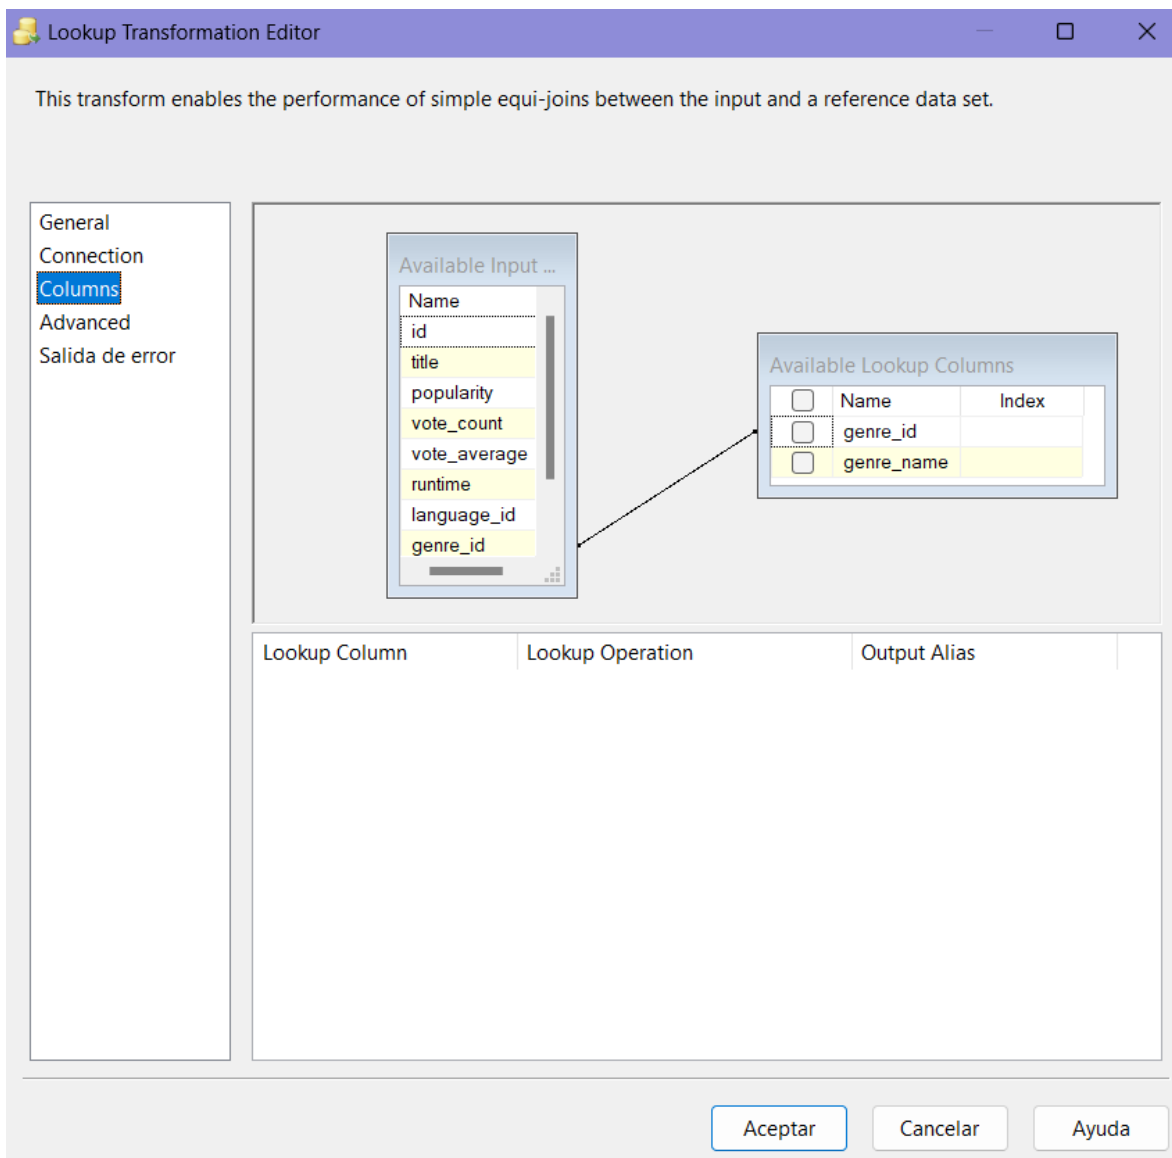 Lookup Transformation Editor
This transform enables the performance of simple equi-joins between the input and a reference data set.
General
Connection
Columns
Advanced
Salida de error
Available Input ...
Name
id
title
popularity
vote_count
vote_average
runtime
language_id
genre_id
Available Lookup Columns
Name Index
genre_id
genre_name
Lookup Column Lookup Operation Output Alias
Aceptar Cancelar Ayuda